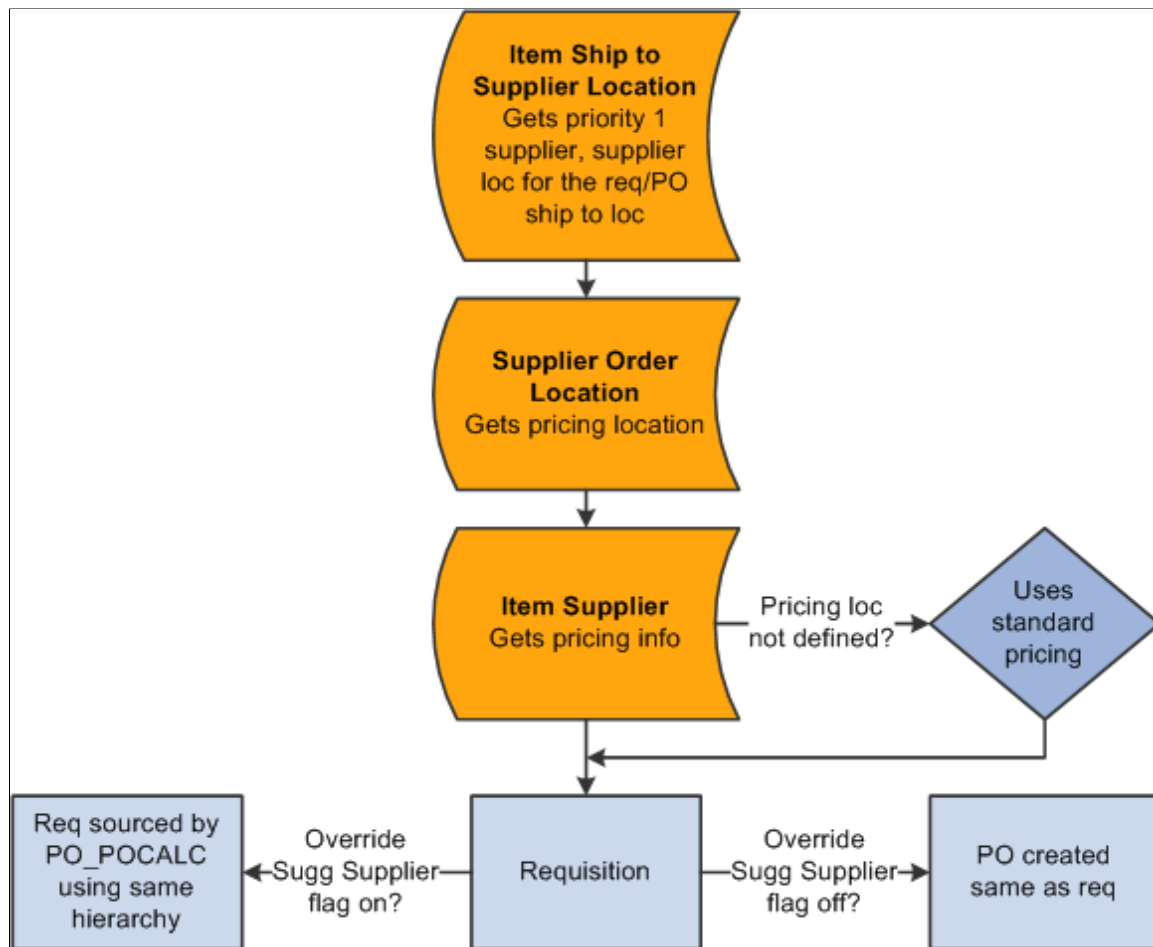 Item Ship to
Supplier Location
Gets priority 1
supplier, supplier
loc for the req/PO
ship to loc
Supplier Order
Location
Gets pricing location
Item Supplier
Gets pricing info
Pricing loc
not defined?
Uses
standard
pricing
Req sourced by
PO_POCALC
using same
hierarchy
Override
Sugg Supplier
flag on?
Requisition
Override
Sugg Supplier
flag off?
PO created
same as req